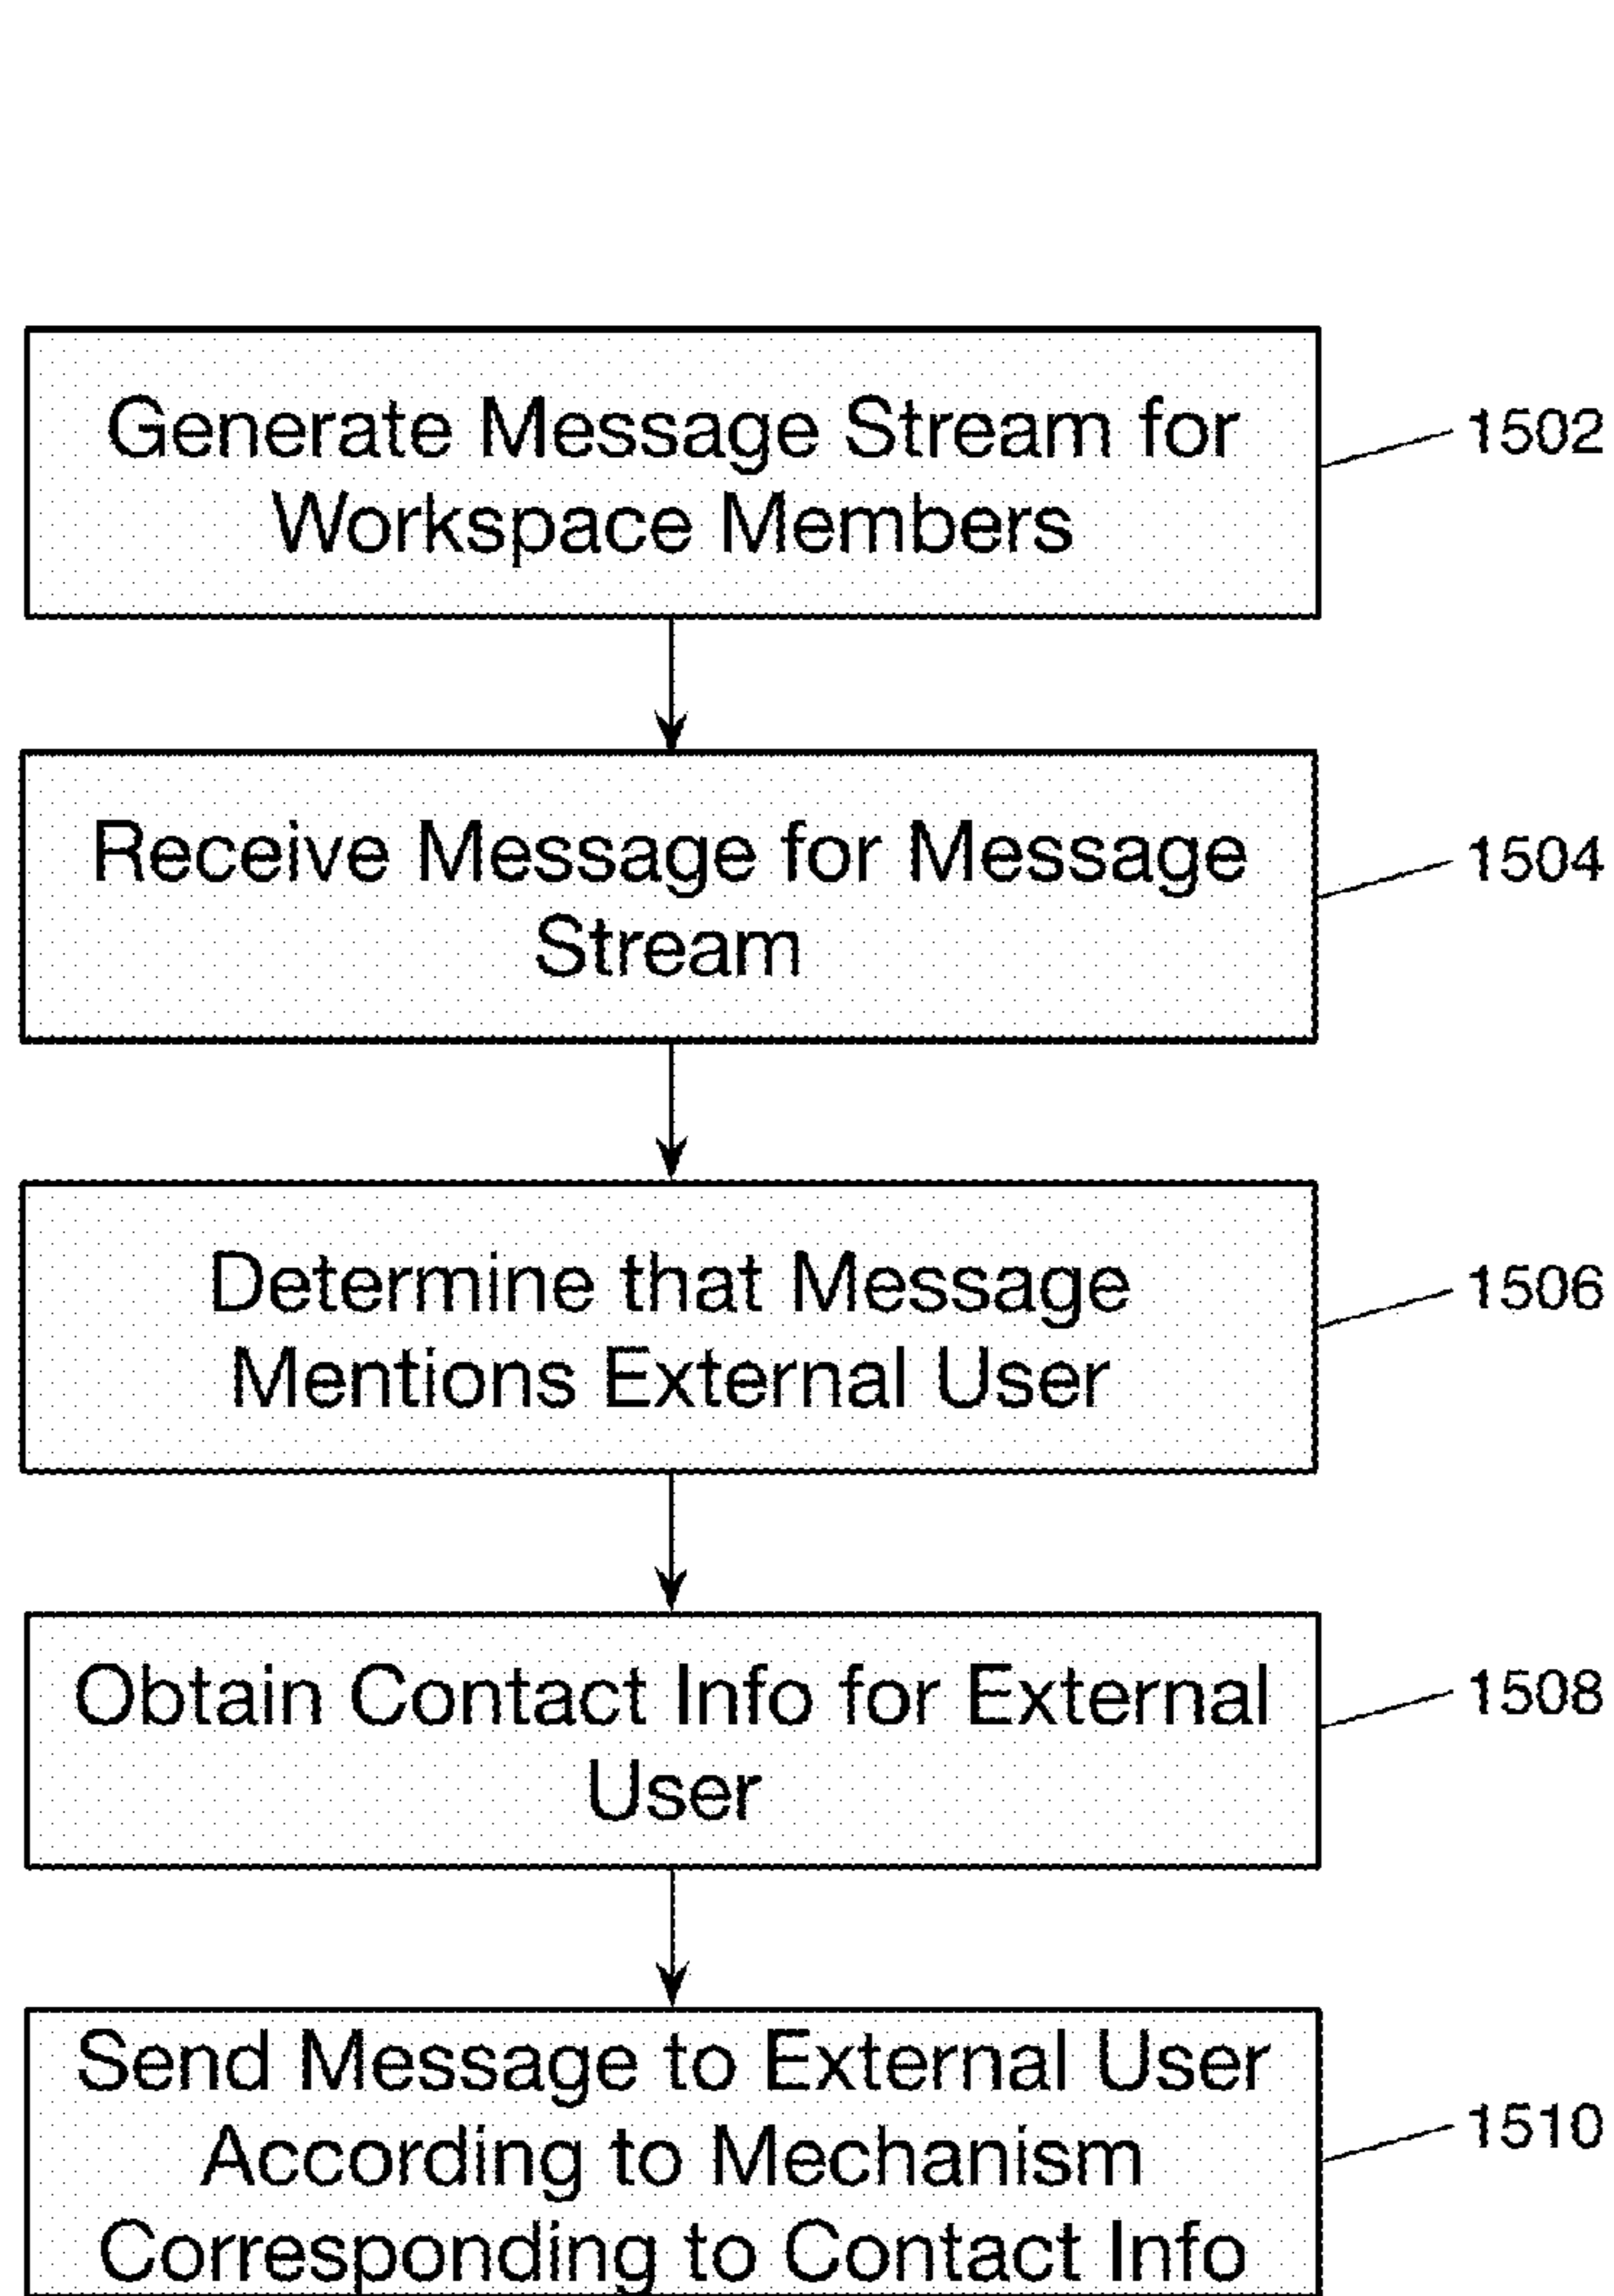 Generate Message Stream for
Workspace Members
1502
Receive Message for Message
Stream
1504
Determine that Message
Mentions External User
1506
Obtain Contact Info for External
User
1508
Send Message to External User
According to Mechanism
Corresponding to Contact Info
1510